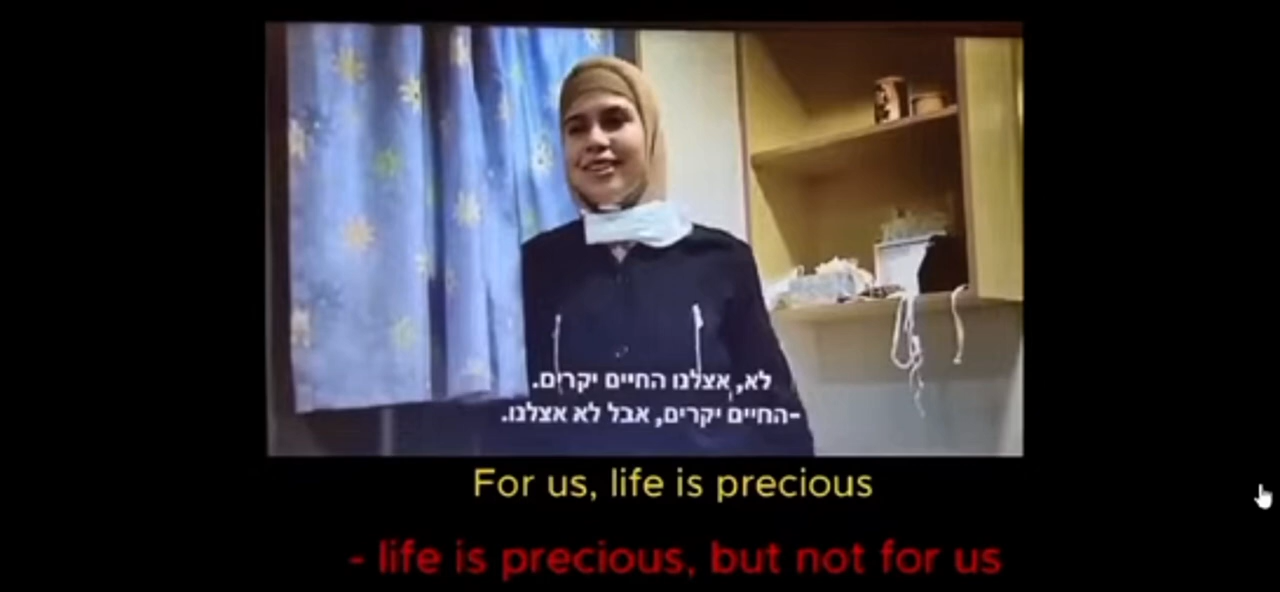 לא, אצלנו החיים יקרים.
-החיים יקרים, אבל לא אצלנו.
For us, life is precious
- life is precious, but not for us